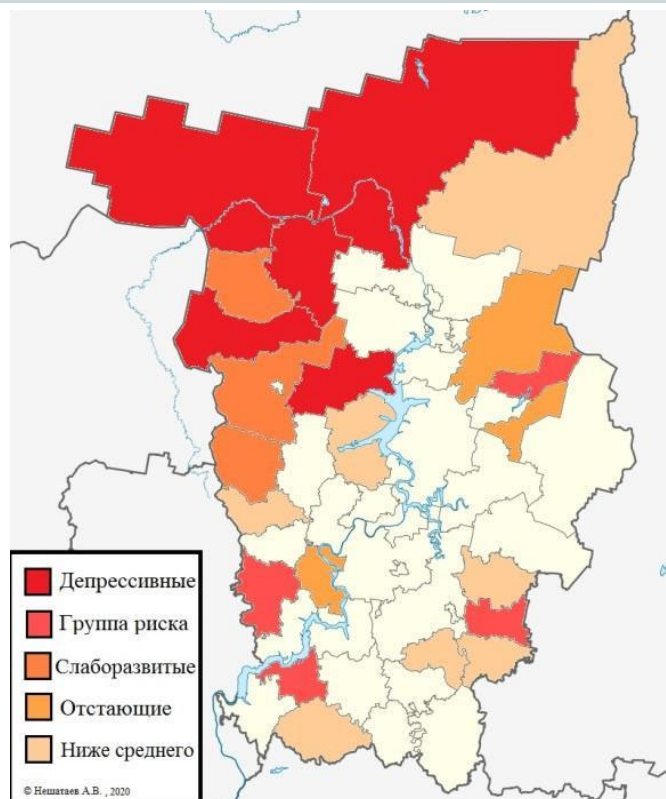 Депрессивные
Группа риска
Слаборазвитые
Отстающие
Ниже среднего
© Нешатаев А.В. , 2020